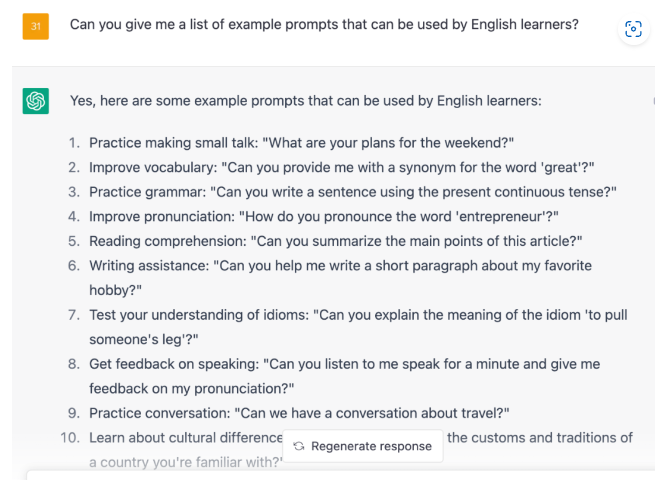 31 Can you give me a list of example prompts that can be used by English learners?
Yes, here are some example prompts that can be used by English learners:
1. Practice making small talk: "What are your plans for the weekend?"
2. Improve vocabulary: "Can you provide me with a synonym for the word 'great'?"
3. Practice grammar: "Can you write a sentence using the present continuous tense?"
4. Improve pronunciation: "How do you pronounce the word 'entrepreneur'?"
5. Reading comprehension: "Can you summarize the main points of this article?"
6. Writing assistance: "Can you help me write a short paragraph about my favorite
hobby?"
7. Test your understanding of idioms: "Can you explain the meaning of the idiom 'to pull
someone's leg'?"
8. Get feedback on speaking: "Can you listen to me speak for a minute and give me
feedback on my pronunciation?"
9. Practice conversation: "Can we have a conversation about travel?"
10. Learn about cultural difference the customs and traditions of
Regenerate response
a country you're familiar with?"